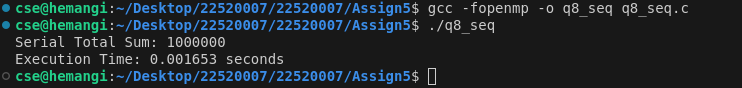 cse@hemangi:~/Desktop/22520007/22520007/Assign5$ gcc -fopenmp -o q8_seq q8_seq.c
cse@hemangi:~/Desktop/22520007/22520007/Assign5$ ./q8_seq
Serial Total Sum: 1000000
Execution Time: 0.001653 seconds
cse@hemangi:~/Desktop/22520007/22520007/Assign5$